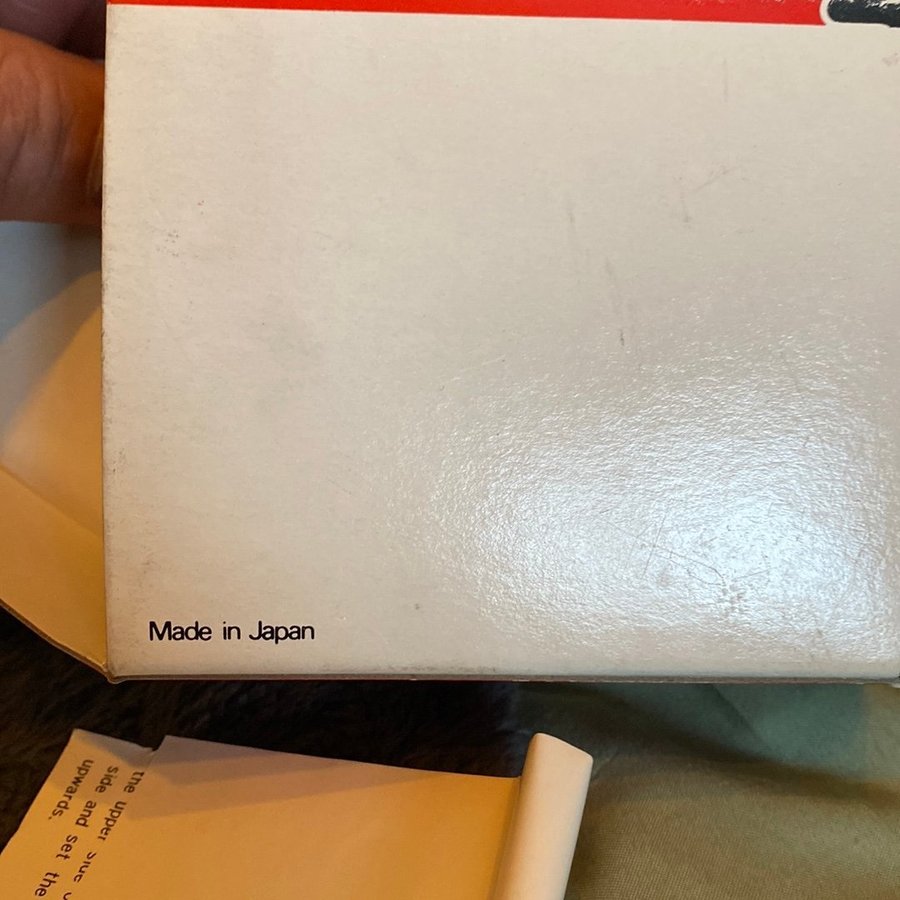 Made in Japan
the upper
side and set the
upwards.